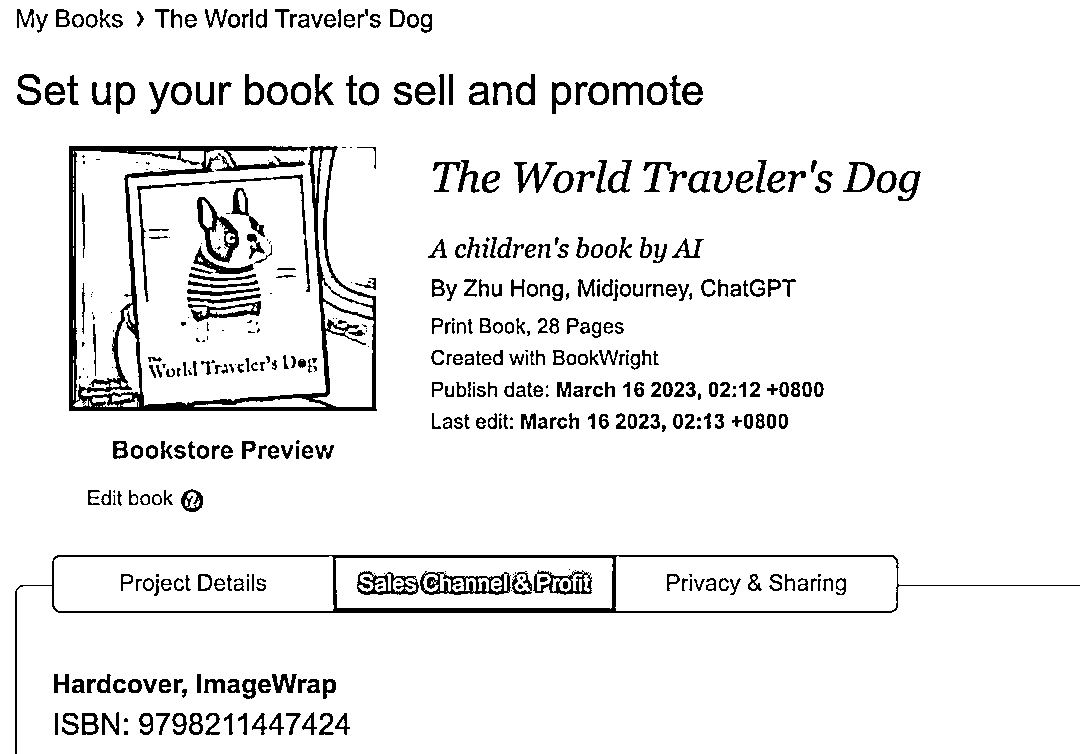 My Books › The World Traveler's Dog
Set up your book to sell and promote
The World Traveler's Dog
The World Traveler's Dog
A children's book by AI
By Zhu Hong, Midjourney, ChatGPT
Print Book, 28 Pages
Created with BookWright
Publish date: March 16 2023, 02:12 +0800
Last edit: March 16 2023, 02:13 +0800
Bookstore Preview
Edit book ?
Project Details
Sales Channel & Profit
Privacy & Sharing
Hardcover, ImageWrap
ISBN: 9798211447424